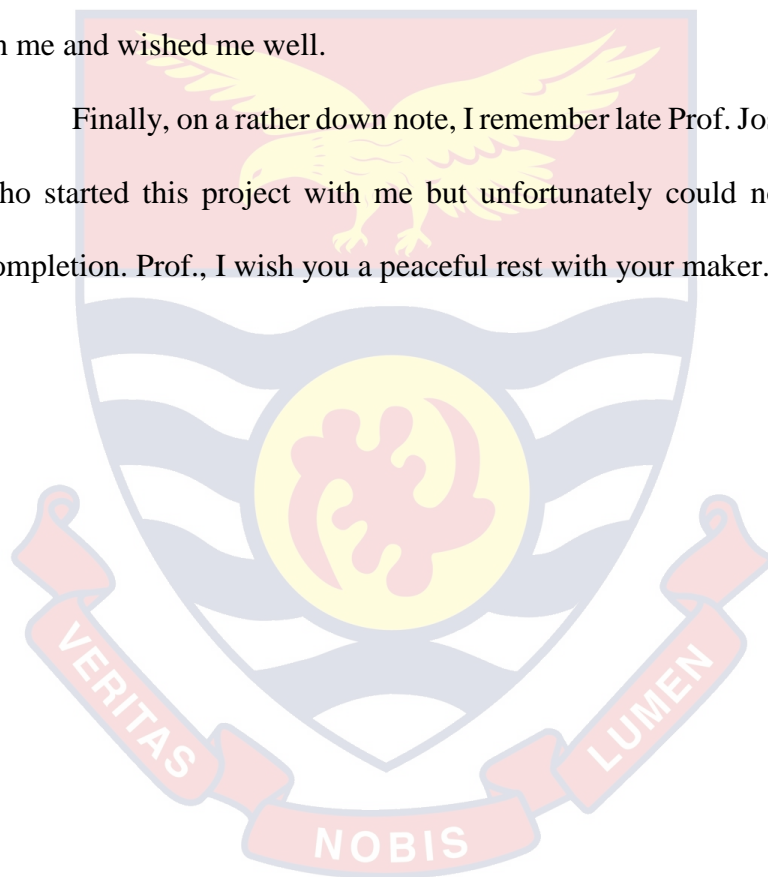 n me and wished me well.
Finally, on a rather down note, I remember late Prof. Jos
ho started this project with me but unfortunately could no
ompletion. Prof., I wish you a peaceful rest with your maker.
VERITAS
NOBIS
LUMEN